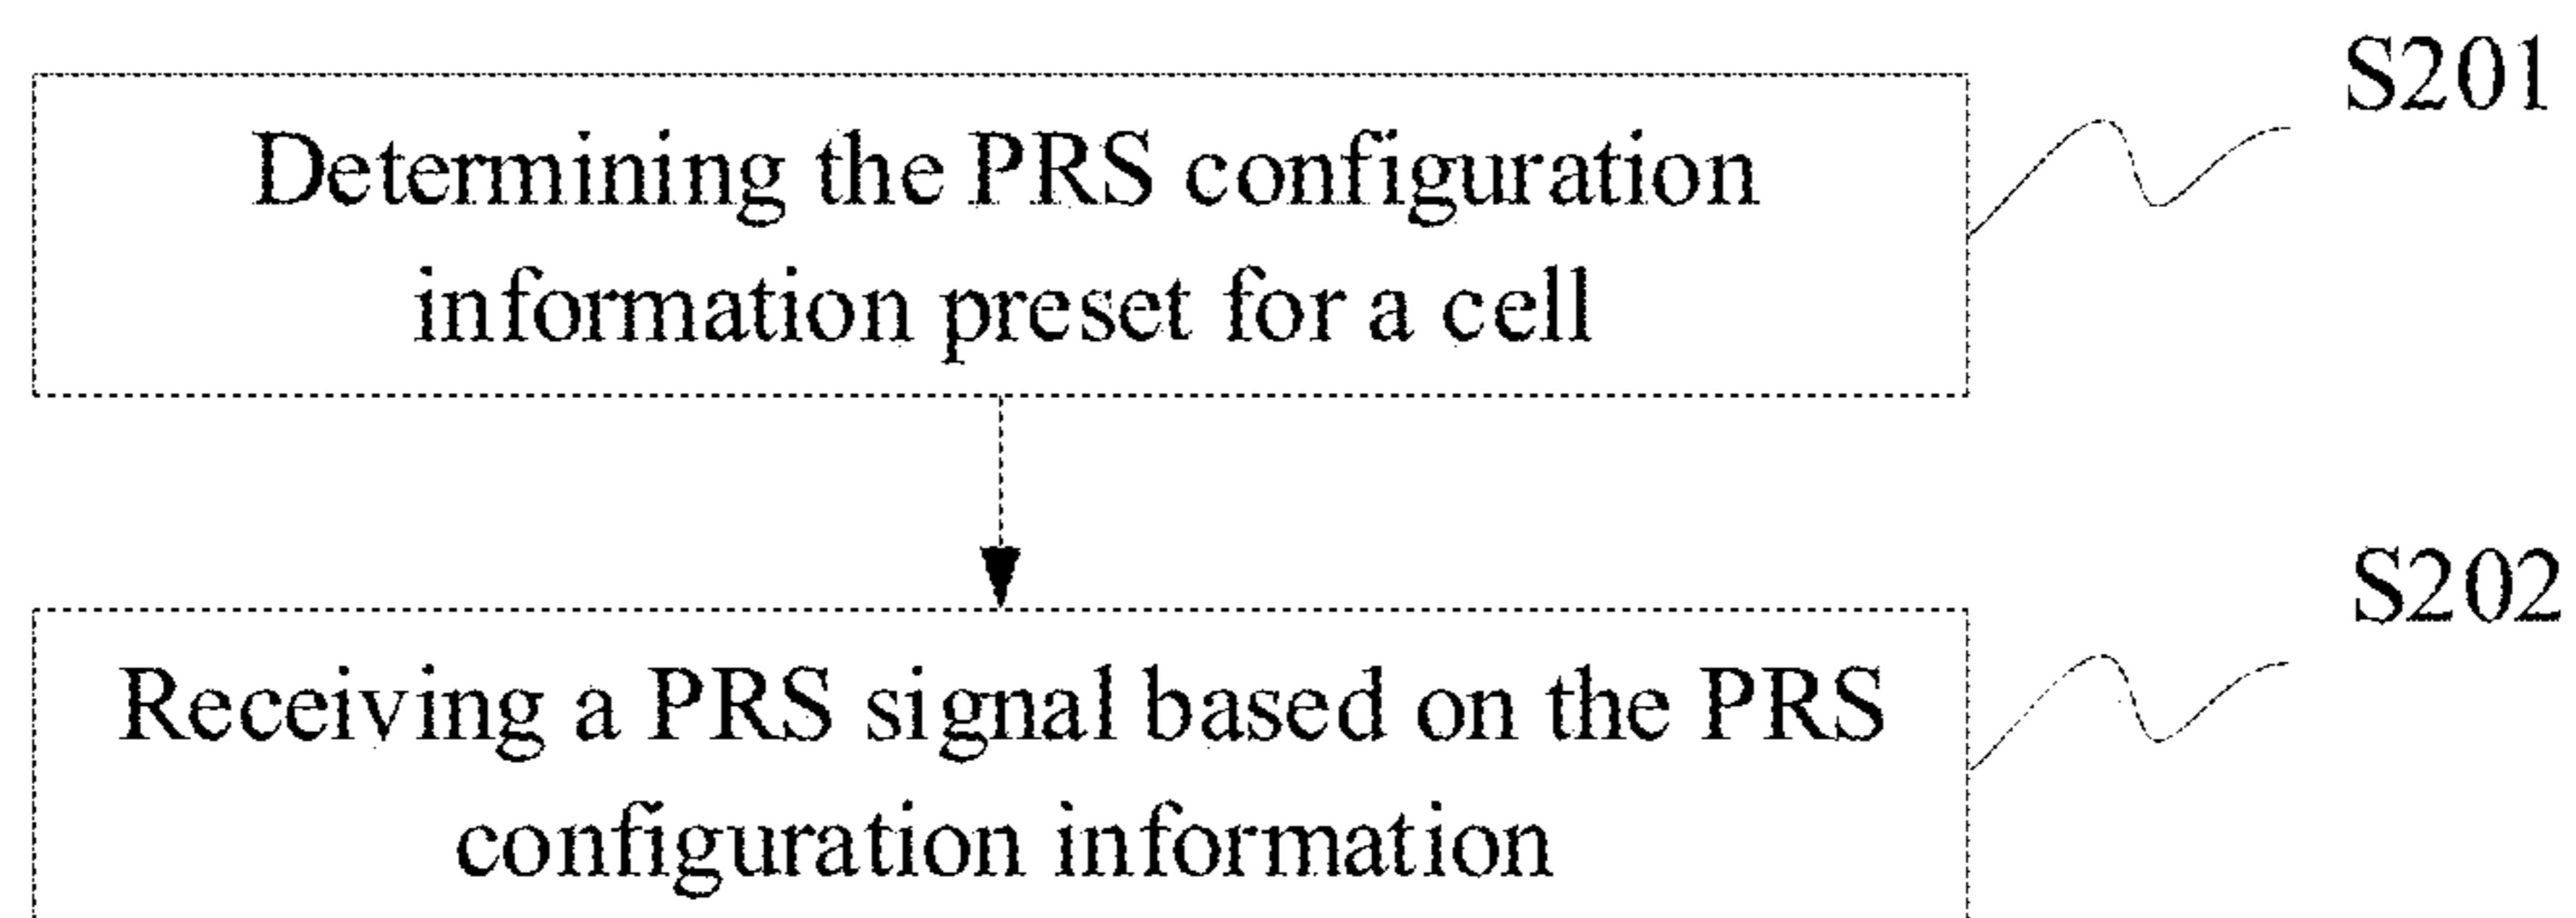 S201
Determining the PRS configuration
information preset for a cell
S202
Receiving a PRS signal based on the PRS
configuration information